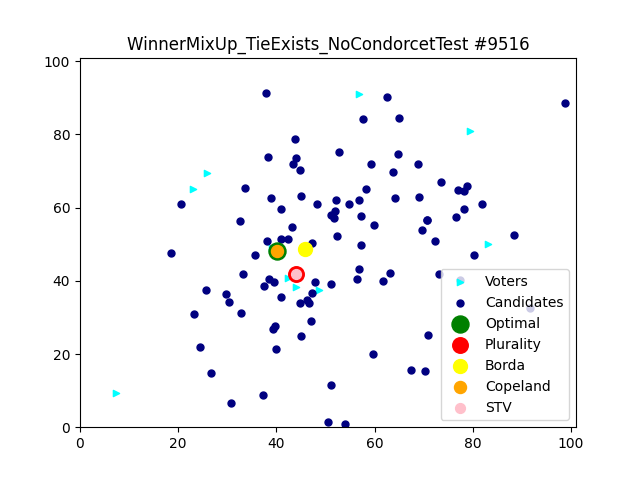 WinnerMixUp_TieExists_NoCondorcetTest #9516
100
80
60
40
20
0
0 20 40 60 80 100
Voters
Candidates
Optimal
Plurality
Borda
Copeland
STV